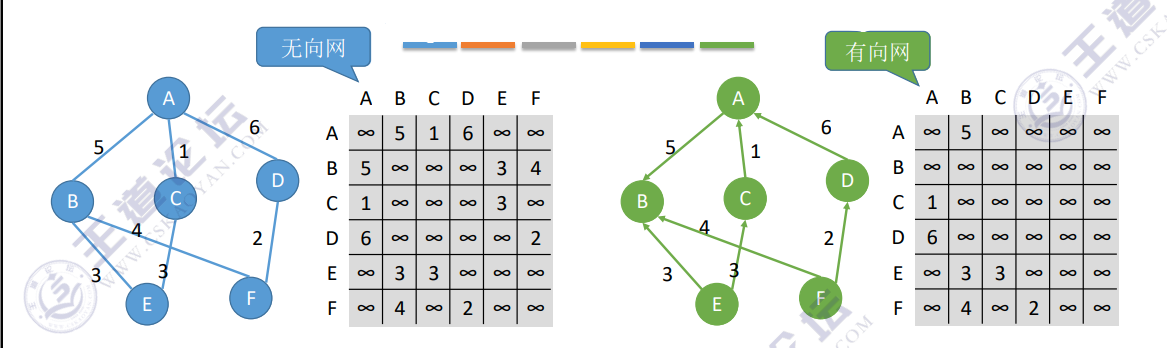 无向网
有向网
A B C D E F
A ∞ 5 1 6 ∞ ∞
B 5 ∞ ∞ ∞ 3 4
C 1 ∞ ∞ ∞ 3 ∞
D 6 ∞ ∞ ∞ ∞ 2
E ∞ 3 3 ∞ ∞ ∞
F ∞ 4 ∞ 2 ∞ ∞
A
5
1
6
B
C
D
4
2
3
3
E
F
A B C D E F
A ∞ 5 ∞ ∞ ∞ ∞
B ∞ ∞ ∞ ∞ ∞ ∞
C 1 ∞ ∞ ∞ ∞ ∞
D 6 ∞ ∞ ∞ ∞ ∞
E ∞ 3 3 ∞ ∞ ∞
F ∞ 4 ∞ 2 ∞ ∞
A
5
1
6
B
C
D
4
2
3
3
E
F
王道论坛
WWW.CSKAOYAN.COM